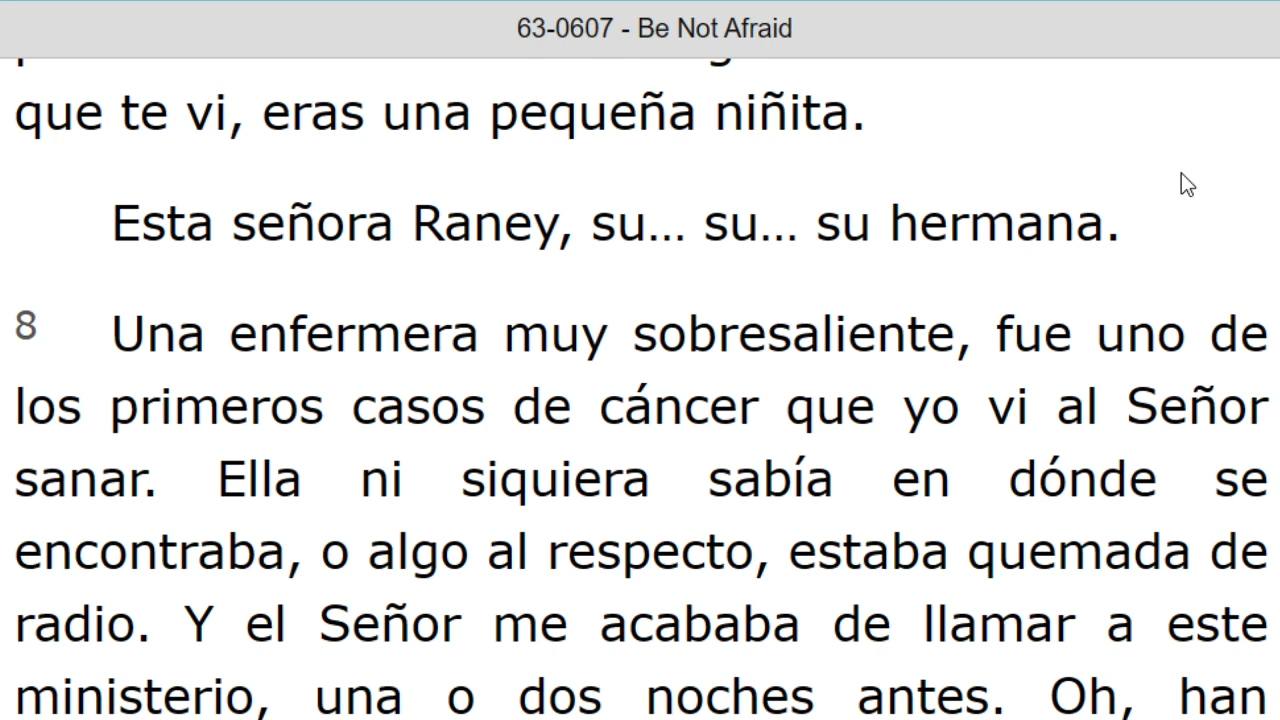 63-0607 - Be Not Afraid
que te vi, eras una pequeña niñita.
Esta señora Raney, su… su… su hermana.
8 Una enfermera muy sobresaliente, fue uno de
los primeros casos de cáncer que yo vi al Señor
sanar. Ella ni siquiera sabía en dónde se
encontraba, o algo al respecto, estaba quemada de
radio. Y el Señor me acababa de llamar a este
ministerio, una o dos noches antes. Oh, han